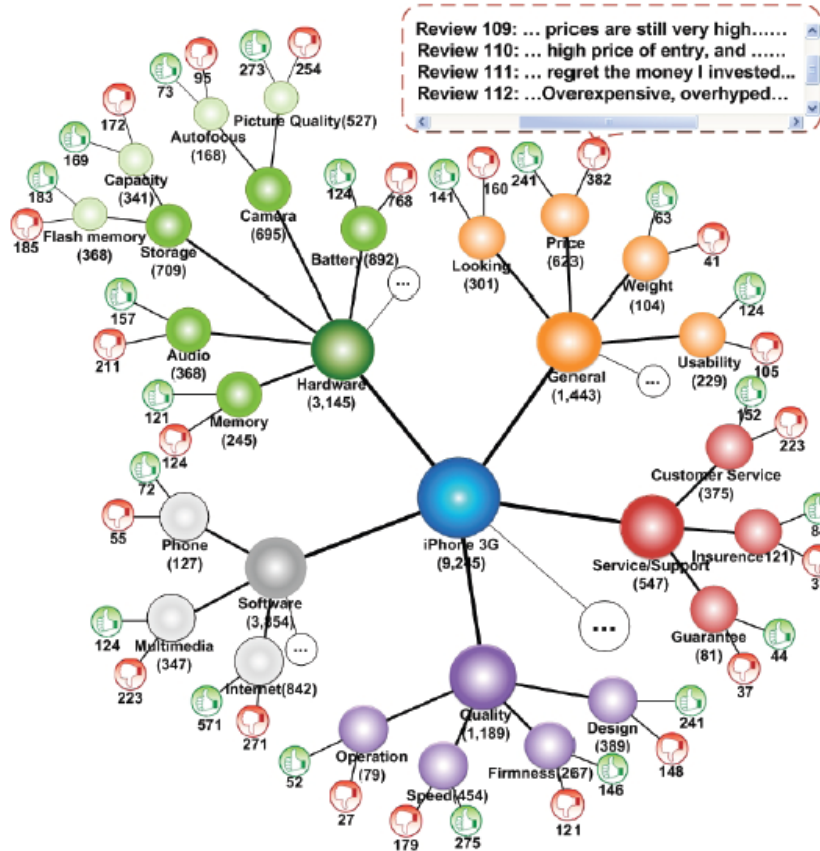 Review 109: ... prices are still very high......
Review 110: ... high price of entry, and ......
Review 111: ... regret the money I invested...
Review 112: ...Overexpensive, overhyped...
73
95
273
254
Autofocus
(168)
Picture Quality(527)
172
169
Capacity
(341)
183
185
Flash memory
(368)
Storage
(709)
Camera
(695)
124
768
Battery(892)
...
157
211
Audio
(368)
121
124
Memory
(245)
Hardware
(3,145)
141
160
Looking
(301)
241
382
Price
(623)
63
41
Weight
(104)
124
105
Usability
(229)
General
(1,443)
...
152
223
Customer Service
(375)
Insurence121)
Service/Support
(547)
Guarantee
(81)
44
37
iPhone 3G
(9,245)
...
72
55
Phone
(127)
Software
(3,854)
...
124
223
Multimedia
(347)
Internet(842)
571
271
Quality
(1,189)
Design
(389)
241
148
Operation
(79)
52
27
Speed(454)
179
275
Firmness(267)
146
121